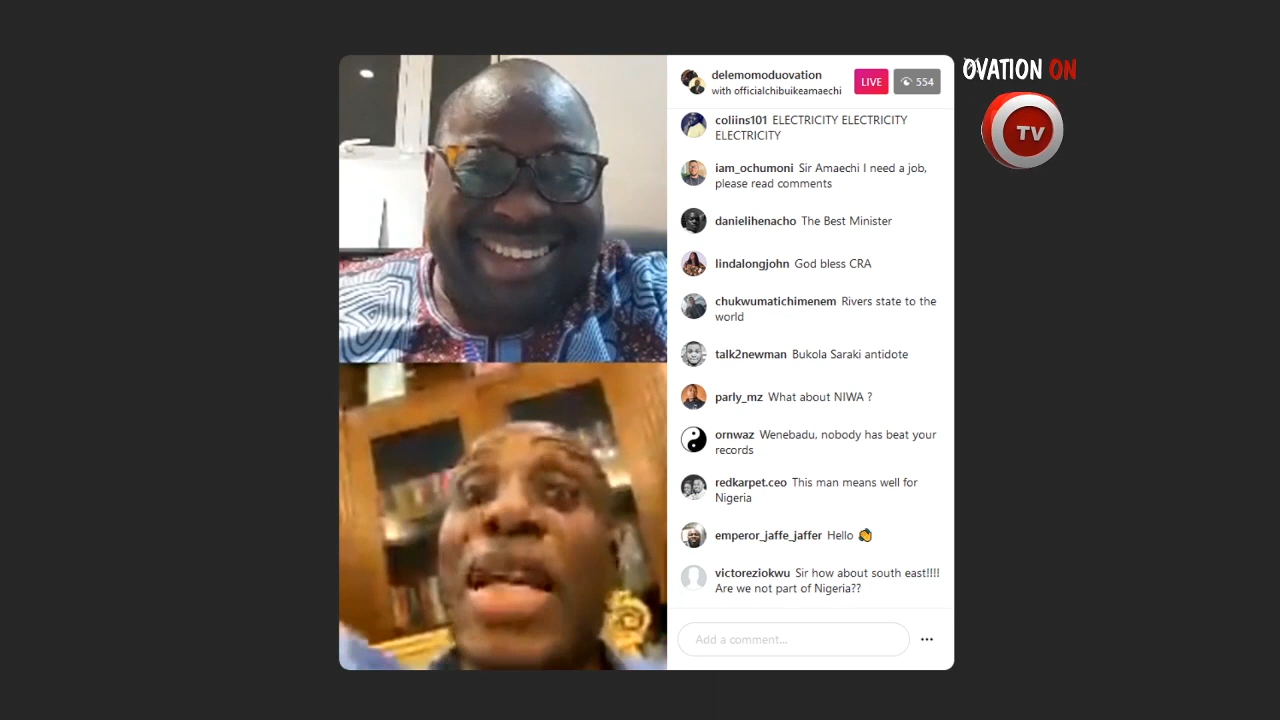 OVATION ON
TV
delemomoduovation
with officialchibuikeamaechi
LIVE
554
coliins101 ELECTRICITY ELECTRICITY
ELECTRICITY
iam_ochumoni Sir Amaechi I need a job,
please read comments
danielihenacho The Best Minister
lindalongjohn God bless CRA
chukwumatichimenem Rivers state to the
world
talk2newman Bukola Saraki antidote
parly_mz What about NIWA ?
ornwaz Wenebadu, nobody has beat your
records
redkarpet.ceo This man means well for
Nigeria
emperor_jaffe_jaffer Hello 👏
victoreziokwu Sir how about south east!!!!
Are we not part of Nigeria??
Add a comment...